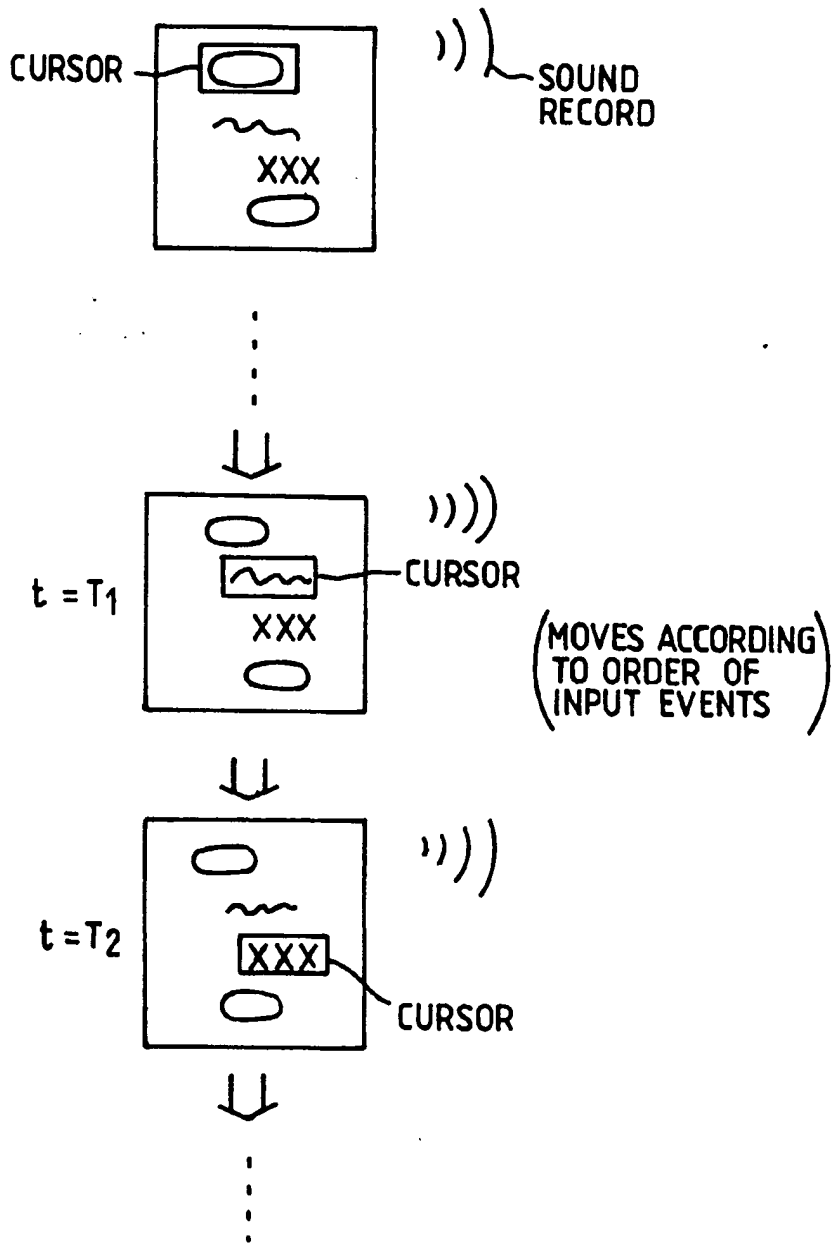 CURSOR
SOUND
RECORD
XXX
t = T1
CURSOR
XXX
(MOVES ACCORDING
TO ORDER OF
INPUT EVENTS)
t = T2
XXX
CURSOR